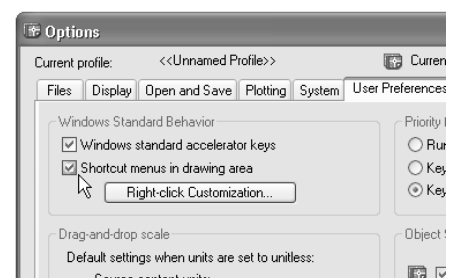 Options
Current profile: <<Unnamed Profile>>
Files Display Open and Save Plotting System User Preferences
Windows Standard Behavior
Windows standard accelerator keys
Shortcut menus in drawing area
Right-click Customization...
Priority
Key
Key
Drag-and-drop scale
Default settings when units are set to unitless:
Object